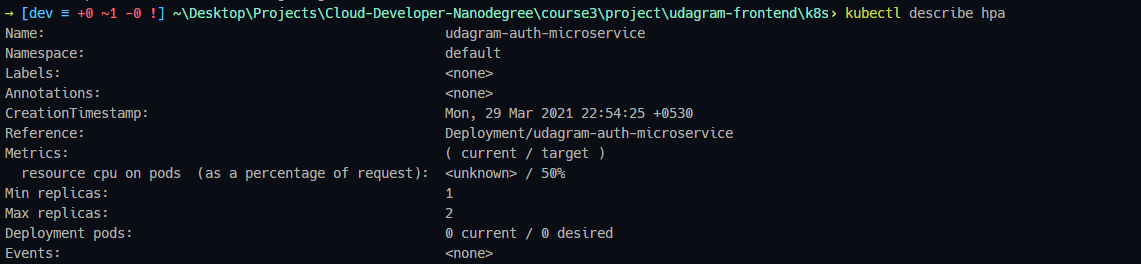 → [dev ≡ +0 ~1 -0 !] ~\Desktop\Projects\Cloud-Developer-Nanodegree\course3\project\udagram-frontend\k8s› kubectl describe hpa
Name: udagram-auth-microservice
Namespace: default
Labels: <none>
Annotations: <none>
CreationTimestamp: Mon, 29 Mar 2021 22:54:25 +0530
Reference: Deployment/udagram-auth-microservice
Metrics: ( current / target )
  resource cpu on pods  (as a percentage of request): <unknown> / 50%
Min replicas: 1
Max replicas: 2
Deployment pods: 0 current / 0 desired
Events: <none>